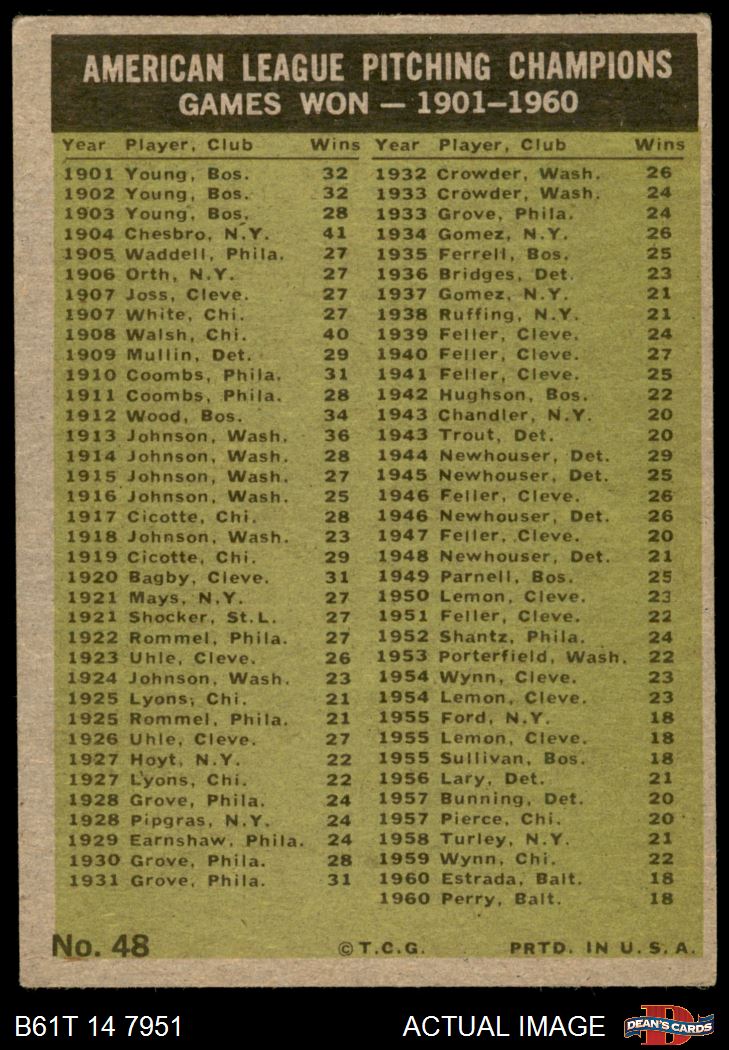 AMERICAN LEAGUE PITCHING CHAMPIONS
GAMES WON — 1901–1960
Year Player, Club Wins
1901 Young, Bos. 32
1902 Young, Bos. 32
1903 Young, Bos. 28
1904 Chesbro, N.Y. 41
1905 Waddell, Phila. 27
1906 Orth, N.Y. 27
1907 Joss, Cleve. 27
1907 White, Chi. 27
1908 Walsh, Chi. 40
1909 Mullin, Det. 29
1910 Coombs, Phila. 31
1911 Coombs, Phila. 28
1912 Wood, Bos. 34
1913 Johnson, Wash. 36
1914 Johnson, Wash. 28
1915 Johnson, Wash. 27
1916 Johnson, Wash. 25
1917 Cicotte, Chi. 28
1918 Johnson, Wash. 23
1919 Cicotte, Chi. 29
1920 Bagby, Cleve. 31
1921 Mays, N.Y. 27
1921 Shocker, St.L. 27
1922 Rommel, Phila. 27
1923 Uhle, Cleve. 26
1924 Johnson, Wash. 23
1925 Lyons, Chi. 21
1925 Rommel, Phila. 21
1926 Uhle, Cleve. 27
1927 Hoyt, N.Y. 22
1927 Lyons, Chi. 22
1928 Grove, Phila. 24
1928 Pipgras, N.Y. 24
1929 Earnshaw, Phila. 24
1930 Grove, Phila. 28
1931 Grove, Phila. 31
Year Player, Club Wins
1932 Crowder, Wash. 26
1933 Crowder, Wash. 24
1933 Grove, Phila. 24
1934 Gomez, N.Y. 26
1935 Ferrell, Bos. 25
1936 Bridges, Det. 23
1937 Gomez, N.Y. 21
1938 Ruffing, N.Y. 21
1939 Feller, Cleve. 24
1940 Feller, Cleve. 27
1941 Feller, Cleve. 25
1942 Hughson, Bos. 22
1943 Chandler, N.Y. 20
1943 Trout, Det. 20
1944 Newhouser, Det. 29
1945 Newhouser, Det. 25
1946 Feller, Cleve. 26
1946 Newhouser, Det. 26
1947 Feller, Cleve. 20
1948 Newhouser, Det. 21
1949 Parnell, Bos. 25
1950 Lemon, Cleve. 23
1951 Feller, Cleve. 22
1952 Shantz, Phila. 24
1953 Porterfield, Wash. 22
1954 Wynn, Cleve. 23
1954 Lemon, Cleve. 23
1955 Ford, N.Y. 18
1955 Lemon, Cleve. 18
1955 Sullivan, Bos. 18
1956 Lary, Det. 21
1957 Bunning, Det. 20
1957 Pierce, Chi. 20
1958 Turley, N.Y. 21
1959 Wynn, Chi. 22
1960 Estrada, Balt. 18
1960 Perry, Balt. 18
No. 48 © T.C.G. PRTD. IN U.S.A.
B61T 14 7951 ACTUAL IMAGE DEAN'S CARDS